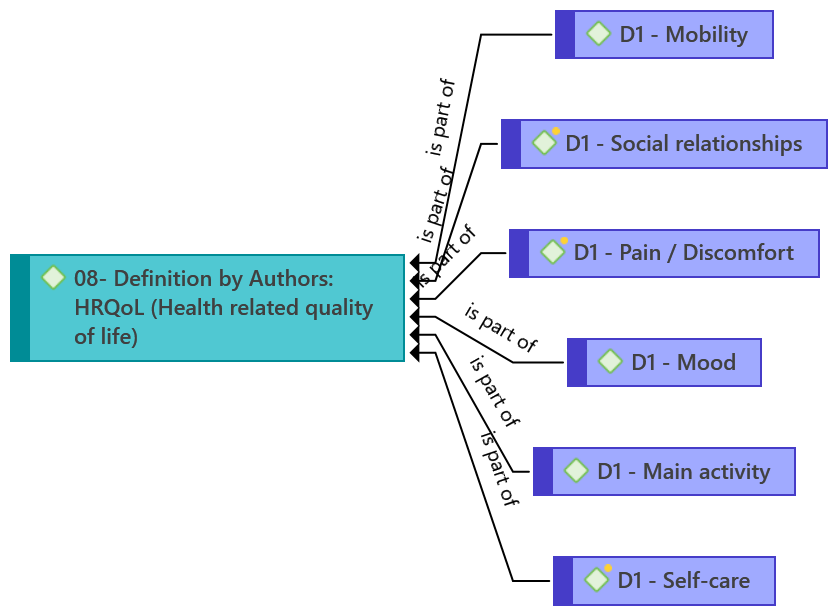 D1 - Mobility
is part of
D1 - Social relationships
is part of
D1 - Pain / Discomfort
is part of
08- Definition by Authors:
HRQoL (Health related quality
of life)
is part of
D1 - Mood
is part of
D1 - Main activity
is part of
D1 - Self-care